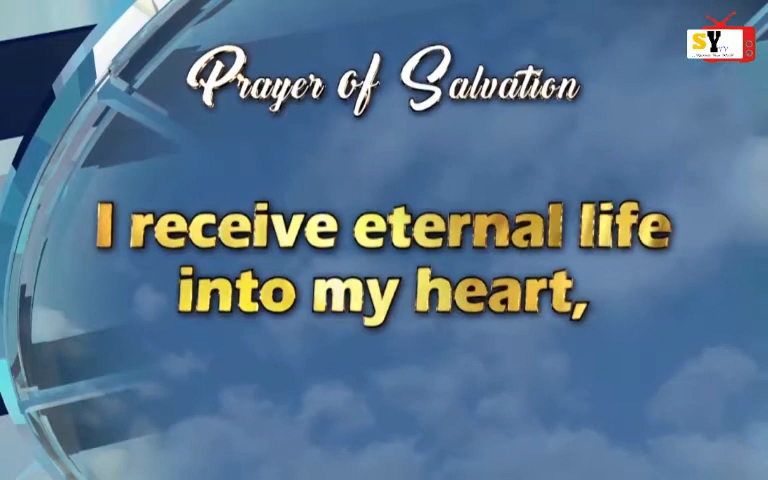 SY
Prayer of Salvation
I receive eternal life
into my heart,